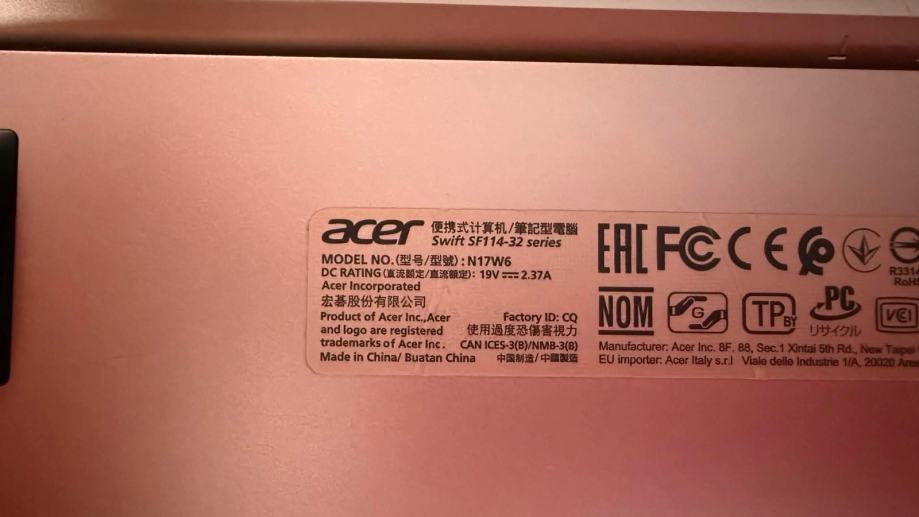 acer 便携式计算机/筆記型電腦
Swift SF114-32 series
MODEL NO.(型号/型號): N17W6
DC RATING (直流额定/直流額定): 19V ⎓ 2.37A
Acer Incorporated
宏碁股份有限公司
Product of Acer Inc.,Acer
and logo are registered
trademarks of Acer Inc.
Made in China/ Buatan China
Factory ID: CQ
使用過度恐傷害視力
CAN ICES-3(B)/NMB-3(B)
中国制造/中國製造
EAC FC CE
R3314
RoHS
NOM G TP BY PC VCI
リサイクル
Manufacturer: Acer Inc. 8F, 88, Sec.1 Xintai 5th Rd., New Taipei
EU importer: Acer Italy s.r.l Viale delle Industrie 1/A, 20020